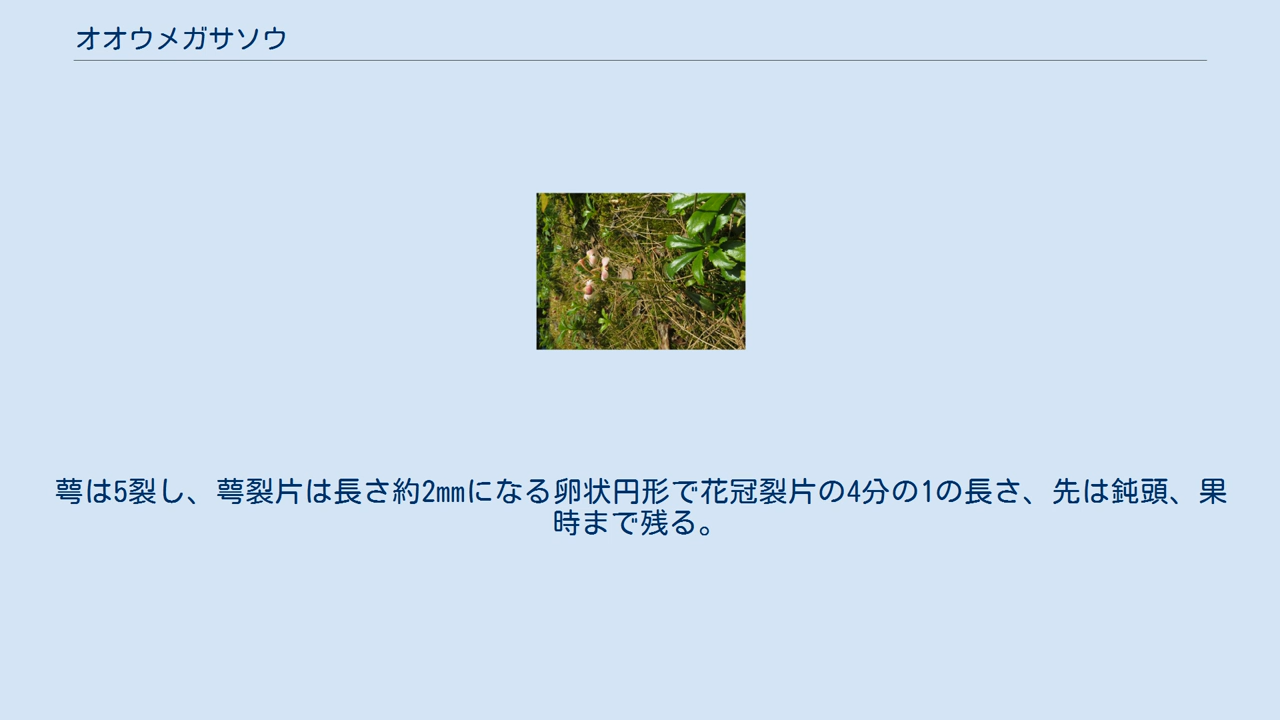 オオウメガサソウ
萼は5裂し、萼裂片は長さ約2mmになる卵状円形で花冠裂片の4分の1の長さ、先は鈍頭、果
時まで残る。